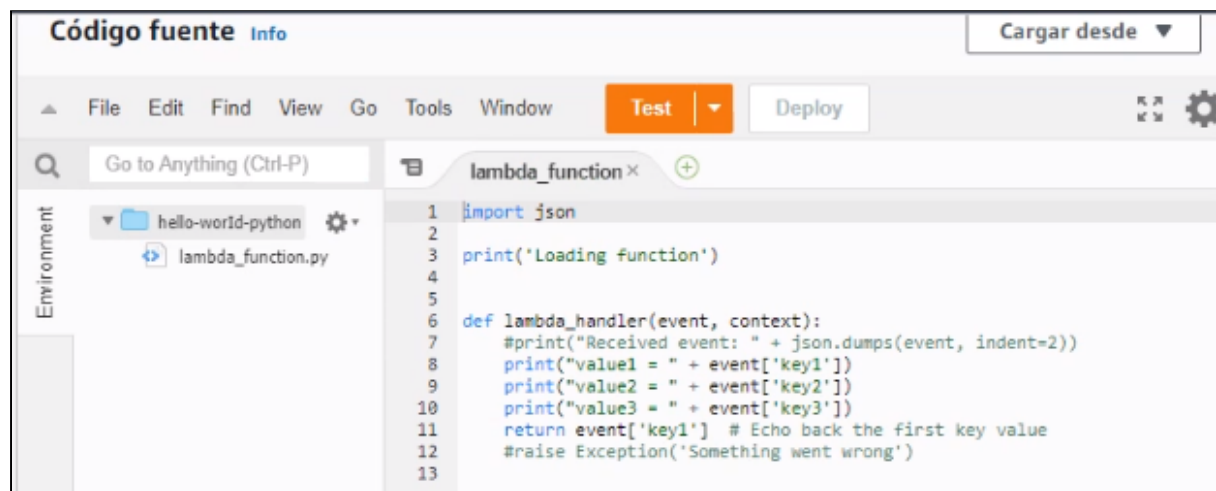 Código fuente Info
Cargar desde
File Edit Find View Go Tools Window Test Deploy
Go to Anything (Ctrl-P)
lambda_function
Environment
hello-world-python
lambda_function.py
1 import json
2
3 print('Loading function')
4
5
6 def lambda_handler(event, context):
7 #print("Received event: " + json.dumps(event, indent=2))
8 print("value1 = " + event['key1'])
9 print("value2 = " + event['key2'])
10 print("value3 = " + event['key3'])
11 return event['key1']  # Echo back the first key value
12 #raise Exception('Something went wrong')
13